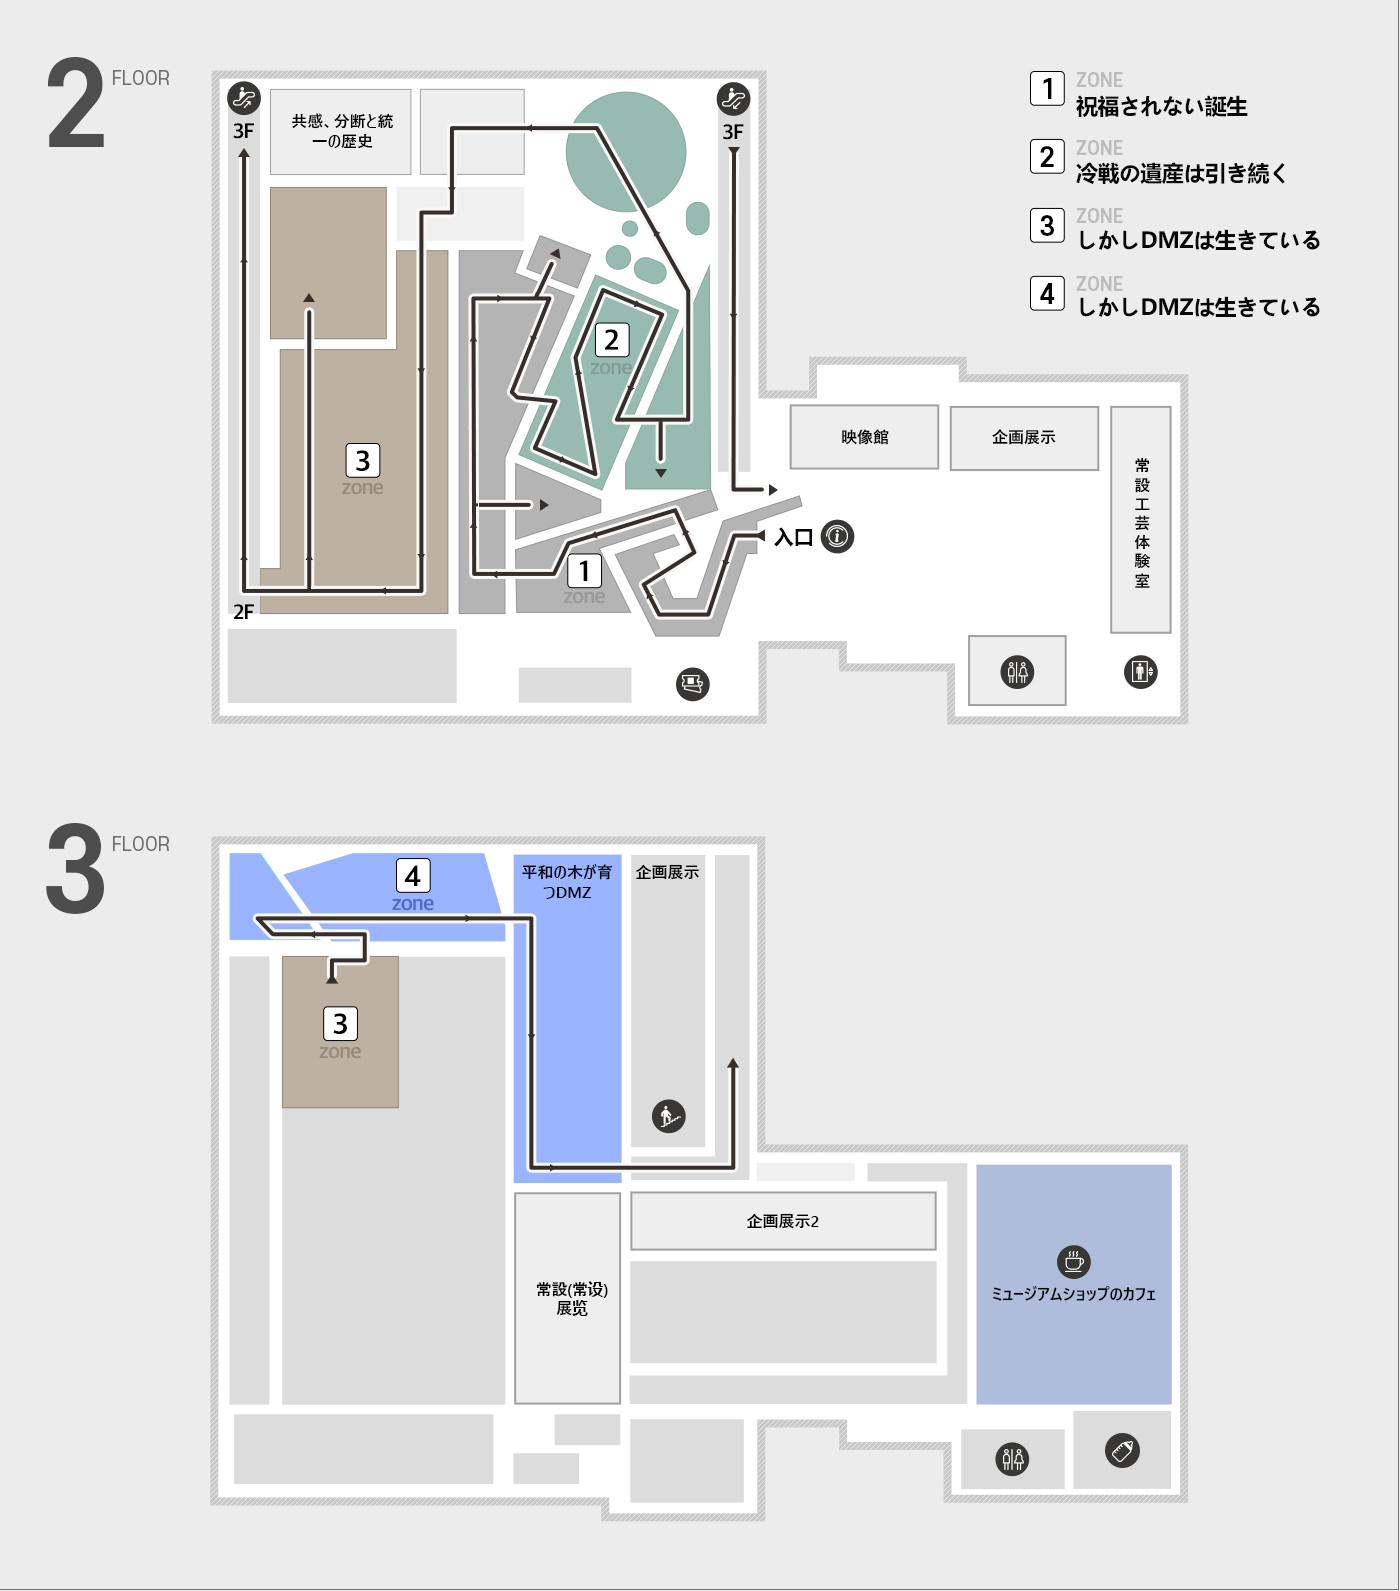 2 FLOOR
1 ZONE
祝福されない誕生
2 ZONE
冷戦の遺産は引き続く
3 ZONE
しかしDMZは生きている
4 ZONE
しかしDMZは生きている
3F
共感、分断と統
一の歴史
3F
2
zone
3
zone
映像館
企画展示
常設工芸体験室
入口
1
zone
2F
3 FLOOR
4
zone
平和の木が育
つDMZ
企画展示
3
zone
企画展示2
常設(常设)
展览
ミュージアムショップのカフェ